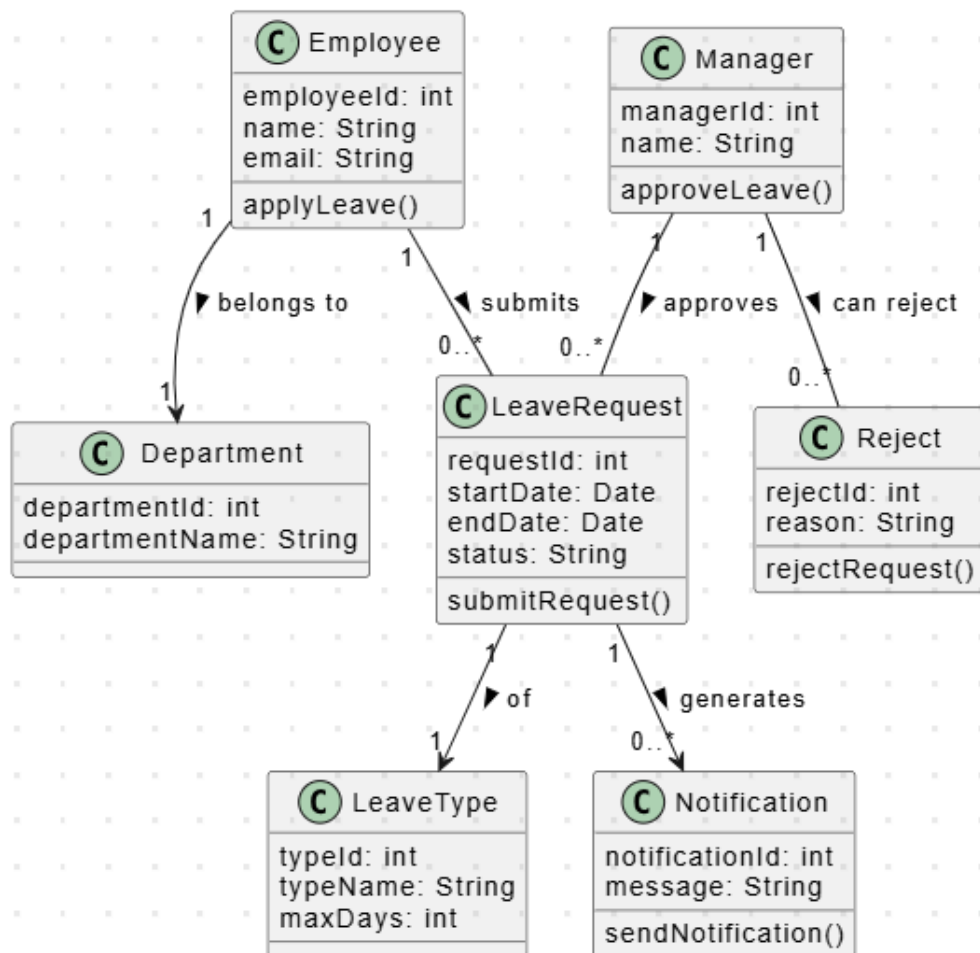 C Employee
employeeId: int
name: String
email: String
applyLeave()
C Manager
managerId: int
name: String
approveLeave()
1
belongs to
1
1
submits
0..*
1
approves
0..*
1
can reject
0..*
C Department
departmentId: int
departmentName: String
C LeaveRequest
requestId: int
startDate: Date
endDate: Date
status: String
submitRequest()
C Reject
rejectId: int
reason: String
rejectRequest()
1
of
1
1
generates
0..*
C LeaveType
typeId: int
typeName: String
maxDays: int
C Notification
notificationId: int
message: String
sendNotification()